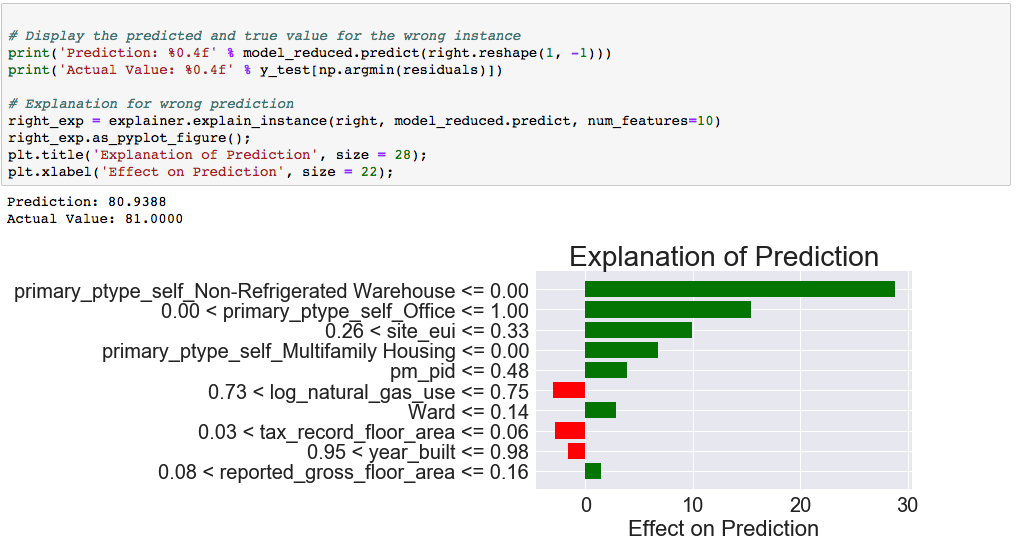 # Display the predicted and true value for the wrong instance
print('Prediction: %0.4f' % model_reduced.predict(right.reshape(1, -1)))
print('Actual Value: %0.4f' % y_test[np.argmin(residuals)])
# Explanation for wrong prediction
right_exp = explainer.explain_instance(right, model_reduced.predict, num_features=10)
right_exp.as_pyplot_figure();
plt.title('Explanation of Prediction', size = 28);
plt.xlabel('Effect on Prediction', size = 22);
Prediction: 80.9388
Actual Value: 81.0000
Explanation of Prediction
primary_ptype_self_Non-Refrigerated Warehouse <= 0.00
0.00 < primary_ptype_self_Office <= 1.00
0.26 < site_eui <= 0.33
primary_ptype_self_Multifamily Housing <= 0.00
pm_pid <= 0.48
0.73 < log_natural_gas_use <= 0.75
Ward <= 0.14
0.03 < tax_record_floor_area <= 0.06
0.95 < year_built <= 0.98
0.08 < reported_gross_floor_area <= 0.16
0 10 20 30
Effect on Prediction